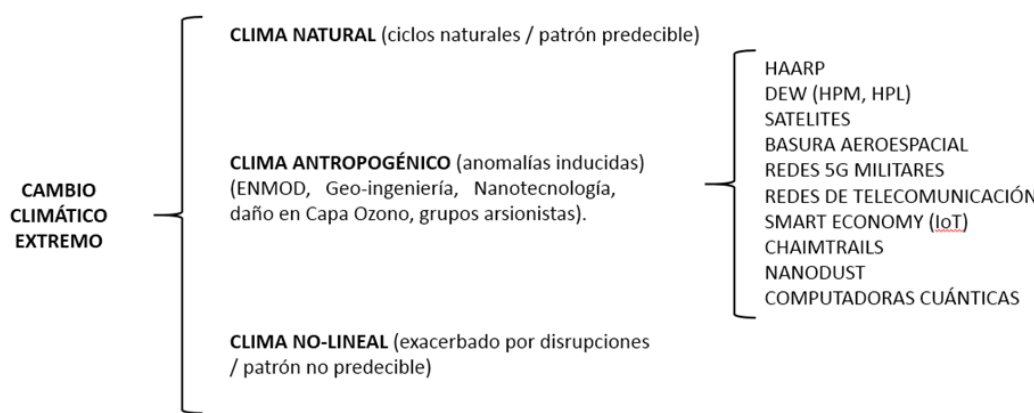 CAMBIO
CLIMÁTICO
EXTREMO
CLIMA NATURAL (ciclos naturales / patrón predecible)
CLIMA ANTROPOGÉNICO (anomalías inducidas)
(ENMOD, Geo-ingeniería, Nanotecnología,
daño en Capa Ozono, grupos arsionistas).
CLIMA NO-LINEAL (exacerbado por disrupciones
/ patrón no predecible)
HAARP
DEW (HPM, HPL)
SATELITES
BASURA AEROESPACIAL
REDES 5G MILITARES
REDES DE TELECOMUNICACIÓN
SMART ECONOMY (IoT)
CHAIMTRAILS
NANODUST
COMPUTADORAS CUÁNTICAS